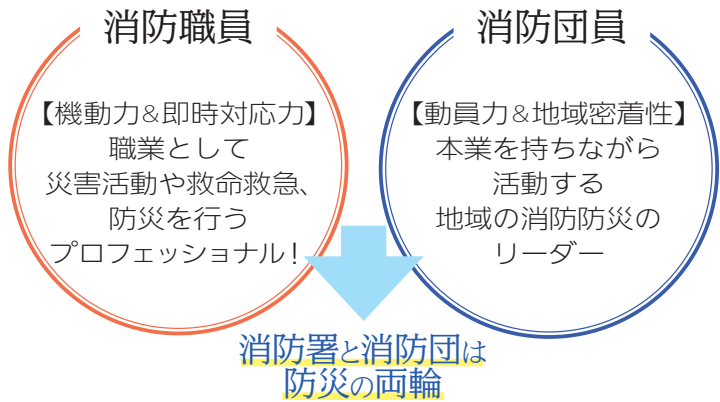 消防職員
【機動力&即時対応力】
職業として
災害活動や救命救急、
防災を行う
プロフェッショナル！
消防団員
【動員力&地域密着性】
本業を持ちながら
活動する
地域の消防防災の
リーダー
消防署と消防団は
防災の両輪